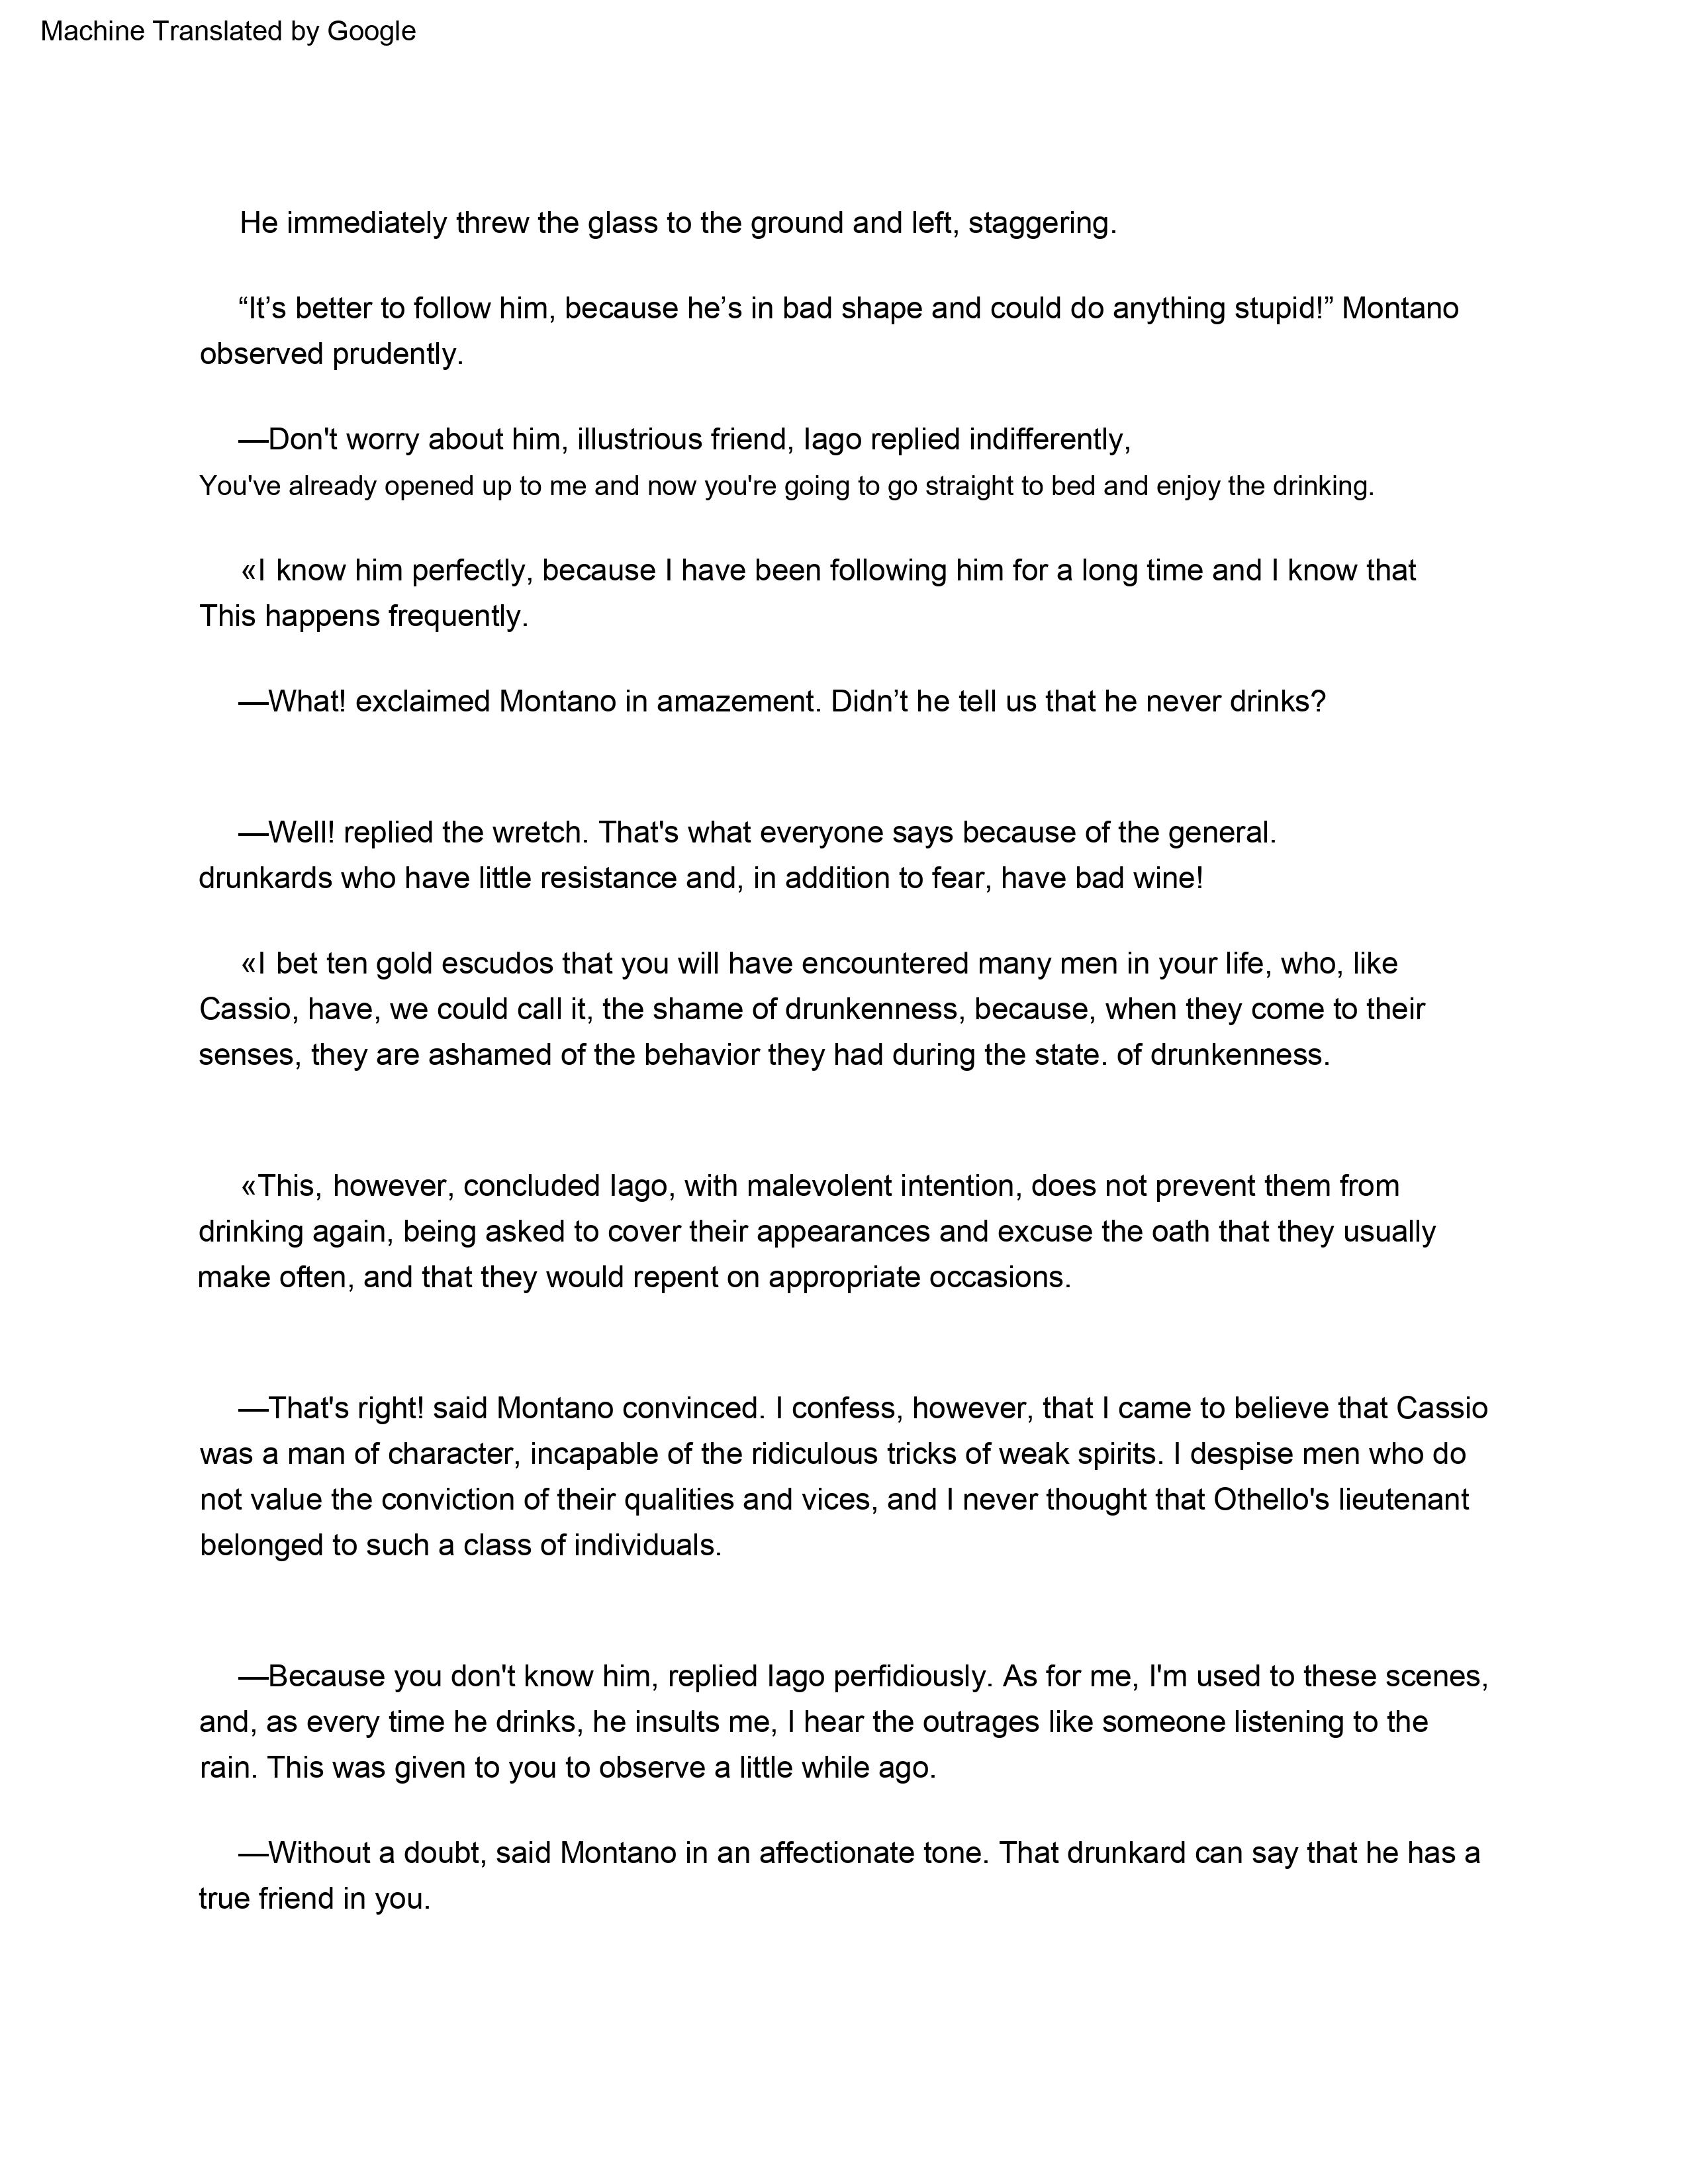 Machine Translated by Google
He immediately threw the glass to the ground and left, staggering.
“It’s better to follow him, because he’s in bad shape and could do anything stupid!” Montano
observed prudently.
—Don't worry about him, illustrious friend, Iago replied indifferently,
You've already opened up to me and now you're going to go straight to bed and enjoy the drinking.
«I know him perfectly, because I have been following him for a long time and I know that
This happens frequently.
—What! exclaimed Montano in amazement. Didn’t he tell us that he never drinks?
—Well! replied the wretch. That's what everyone says because of the general.
drunkards who have little resistance and, in addition to fear, have bad wine!
«I bet ten gold escudos that you will have encountered many men in your life, who, like
Cassio, have, we could call it, the shame of drunkenness, because, when they come to their
senses, they are ashamed of the behavior they had during the state. of drunkenness.
«This, however, concluded Iago, with malevolent intention, does not prevent them from
drinking again, being asked to cover their appearances and excuse the oath that they usually
make often, and that they would repent on appropriate occasions.
—That's right! said Montano convinced. I confess, however, that I came to believe that Cassio
was a man of character, incapable of the ridiculous tricks of weak spirits. I despise men who do
not value the conviction of their qualities and vices, and I never thought that Othello's lieutenant
belonged to such a class of individuals.
—Because you don't know him, replied Iago perfidiously. As for me, I'm used to these scenes,
and, as every time he drinks, he insults me, I hear the outrages like someone listening to the
rain. This was given to you to observe a little while ago.
—Without a doubt, said Montano in an affectionate tone. That drunkard can say that he has a
true friend in you.